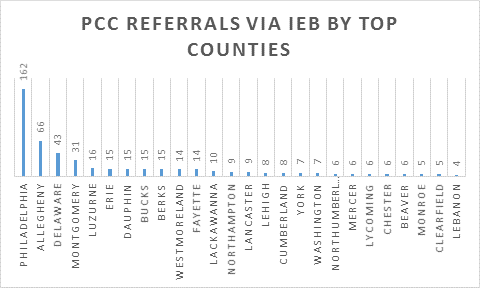 PCC REFERRALS VIA IEB BY TOP
COUNTIES
162
66
43
31
16
15
15
15
15
14
14
10
9
9
8
8
7
7
6
6
6
6
6
5
5
4
PHILADELPHIA
ALLEGHENY
DELAWARE
MONTGOMERY
LUZURNE
ERIE
DAUPHIN
BUCKS
BERKS
WESTMORELAND
FAYETTE
LACKAWANNA
NORTHAMPTON
LANCASTER
LEHIGH
CUMBERLAND
YORK
WASHINGTON
NORTHUMBERL…
MERCER
LYCOMING
CHESTER
BEAVER
MONROE
CLEARFIELD
LEBANON